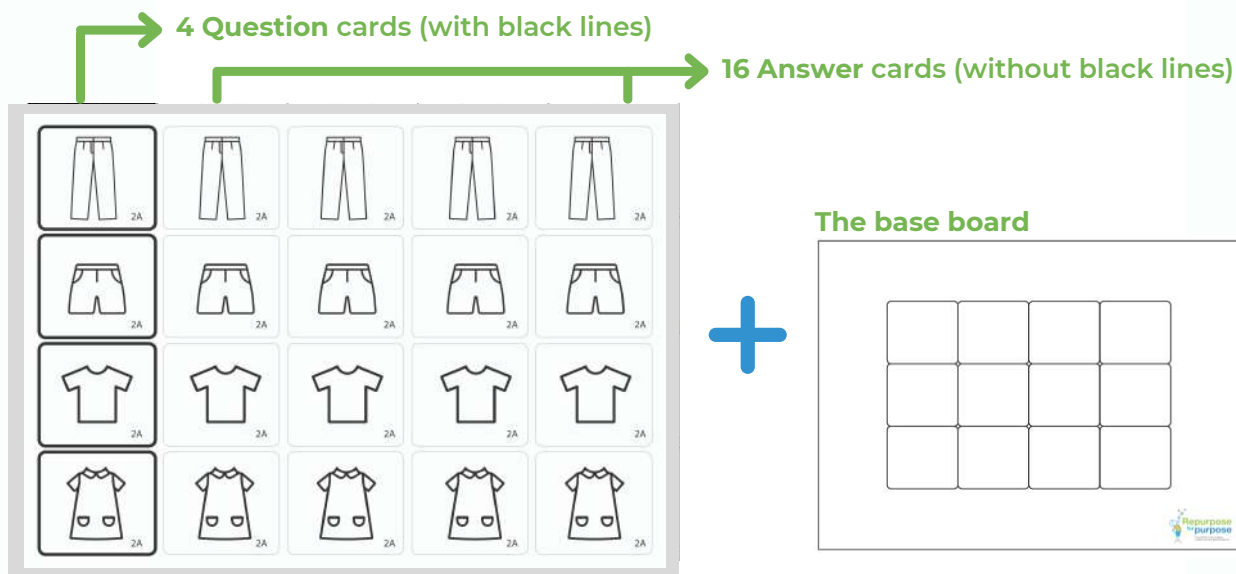 4 Question cards (with black lines)
16 Answer cards (without black lines)
2A 2A 2A 2A 2A
2A 2A 2A 2A 2A
2A 2A 2A 2A 2A
2A 2A 2A 2A 2A
The base board
Repurpose
for purpose